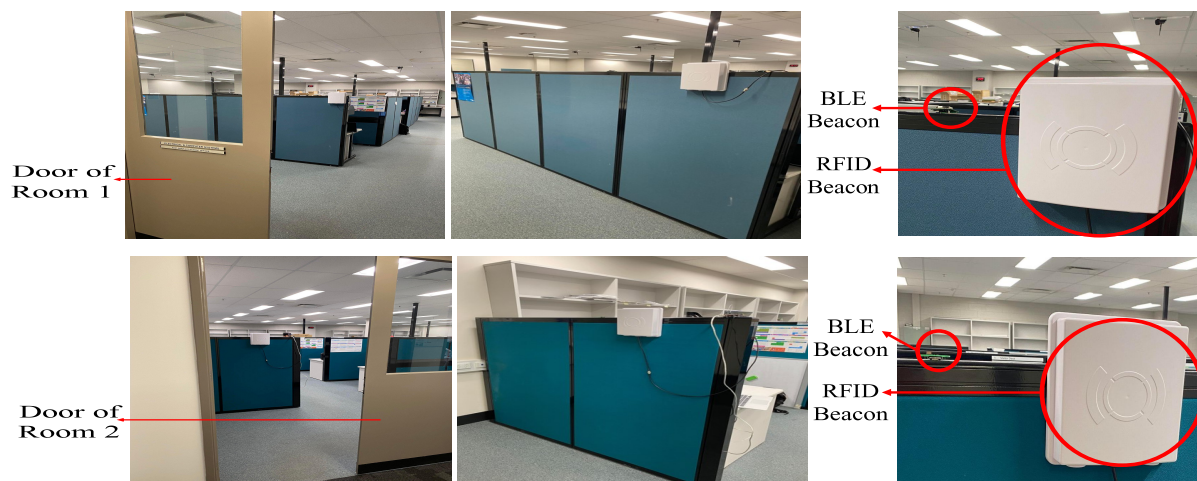 Door of
Room 1
BLE
Beacon
RFID
Beacon
Door of
Room 2
BLE
Beacon
RFID
Beacon